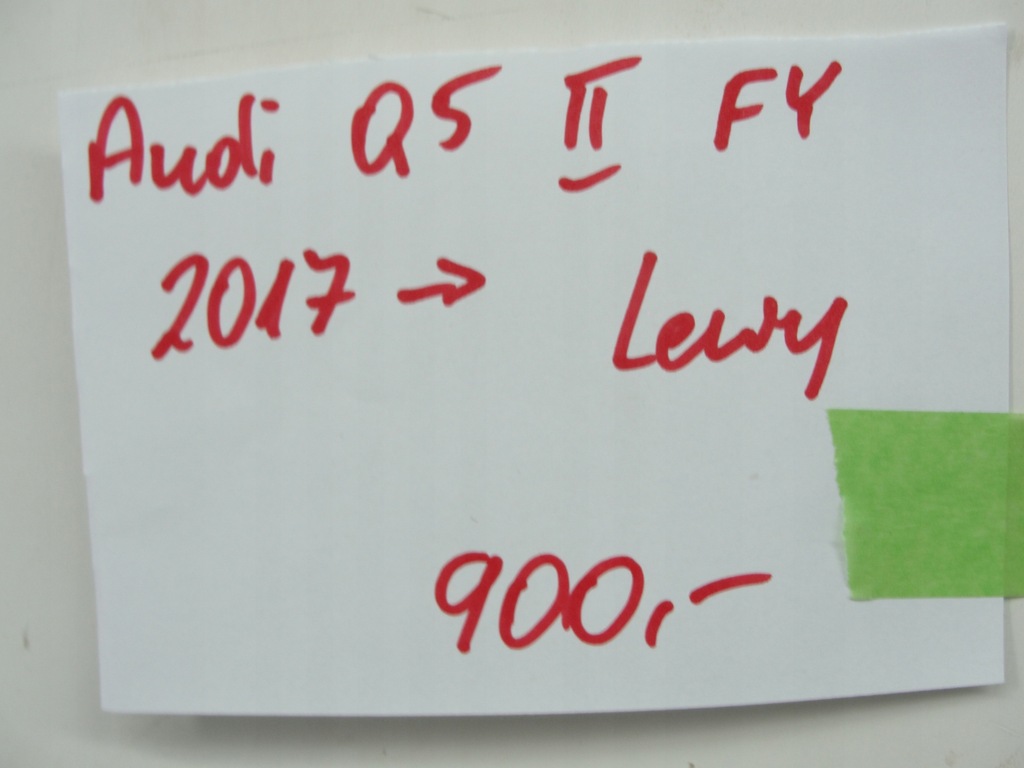 Audi Q5 II FY
2017 → Lewy
900,-